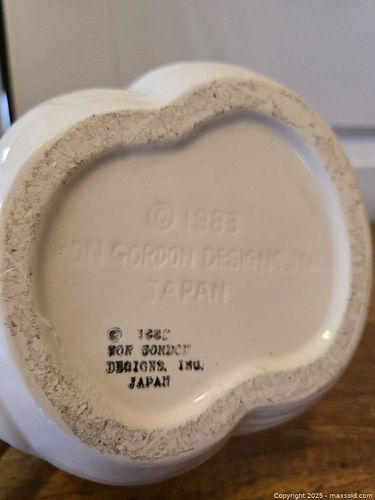 © 1983
RON GORDON DESIGNS, INC.
JAPAN
©
RON GORDON
DESIGNS, INC.
JAPAN
Copyright 2025 - maxsold.com